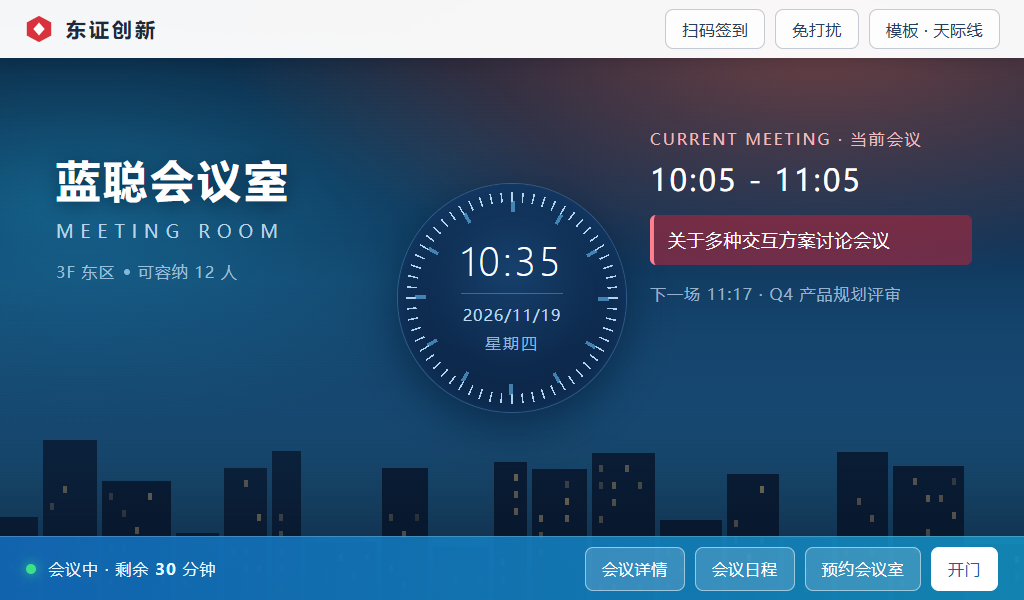 东证创新
扫码签到
免打扰
模板 · 天际线
蓝聪会议室
MEETING ROOM
3F 东区 • 可容纳 12 人
10:35
2026/11/19
星期四
CURRENT MEETING · 当前会议
10:05 - 11:05
关于多种交互方案讨论会议
下一场 11:17 · Q4 产品规划评审
会议中 · 剩余 30 分钟
会议详情
会议日程
预约会议室
开门